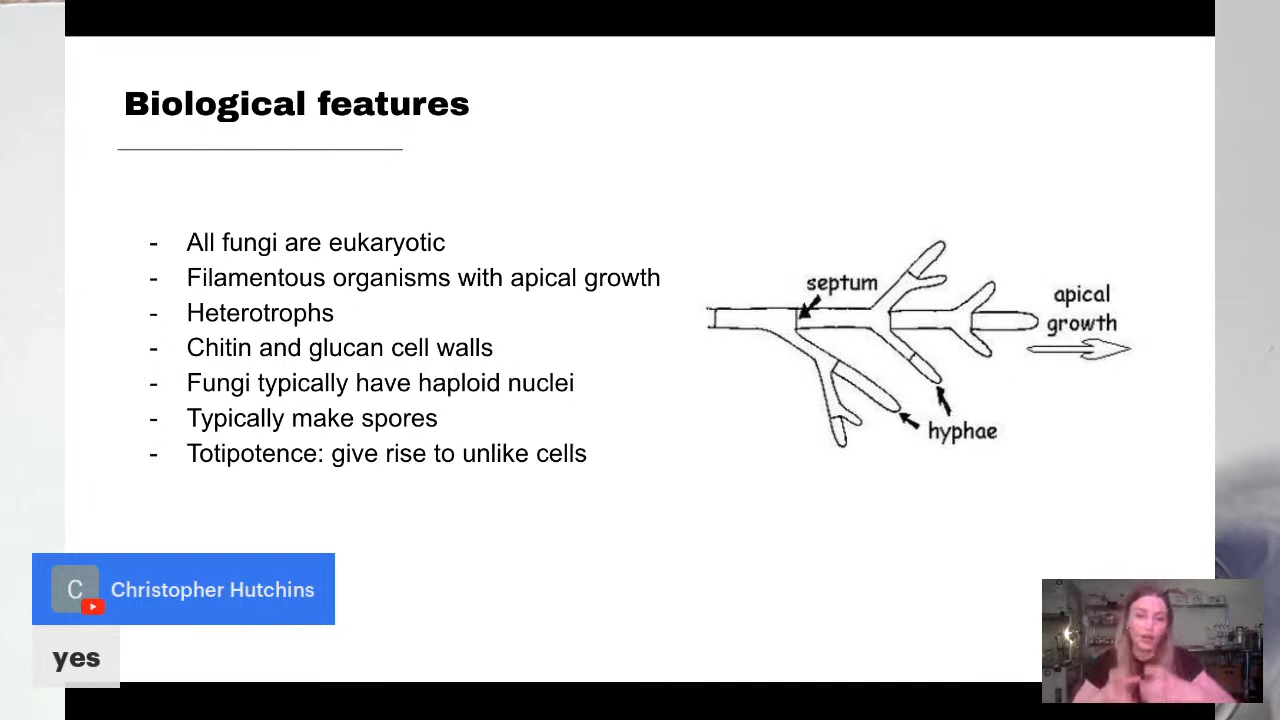 Biological features
- All fungi are eukaryotic
- Filamentous organisms with apical growth
- Heterotrophs
- Chitin and glucan cell walls
- Fungi typically have haploid nuclei
- Typically make spores
- Totipotence: give rise to unlike cells
septum
apical
growth
hyphae
C
Christopher Hutchins
yes